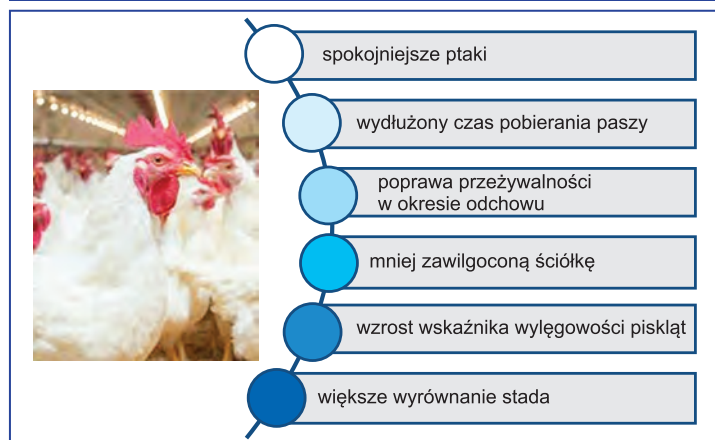 spokojniejsze ptaki
wydłużony czas pobierania paszy
poprawa przeżywalności
w okresie odchowu
mniej zawilgoconą ściółkę
wzrost wskaźnika wylęgowości piskląt
większe wyrównanie stada